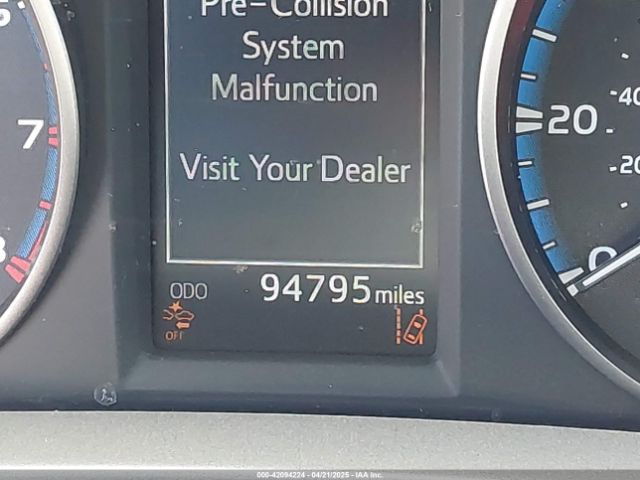 Pre-Collision
System
Malfunction
Visit Your Dealer
ODO 94795 miles
OFF
7
20
0
40
20
000-42094224 - 04/21/2025 - IAA Inc.